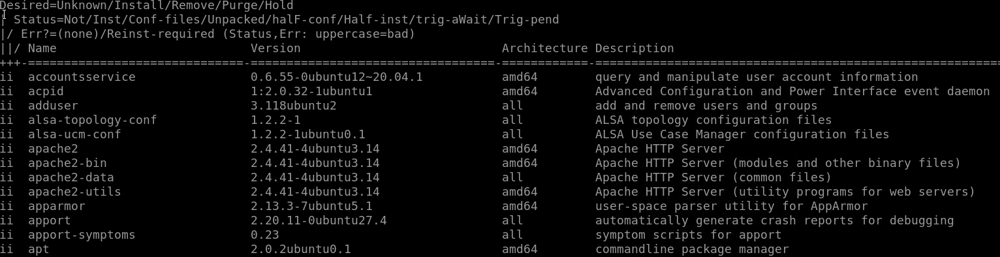 Desired=Unknown/Install/Remove/Purge/Hold
| Status=Not/Inst/Conf-files/Unpacked/halF-conf/Half-inst/trig-aWait/Trig-pend
|/ Err?=(none)/Reinst-required (Status,Err: uppercase=bad)
||/ Name                           Version                            Architecture Description
+++-==============================-==================================-============-=========================================================
ii  accountsservice                0.6.55-0ubuntu12~20.04.1           amd64        query and manipulate user account information
ii  acpid                          1:2.0.32-1ubuntu1                  amd64        Advanced Configuration and Power Interface event daemon
ii  adduser                        3.118ubuntu2                       all          add and remove users and groups
ii  alsa-topology-conf             1.2.2-1                            all          ALSA topology configuration files
ii  alsa-ucm-conf                  1.2.2-1ubuntu0.1                   all          ALSA Use Case Manager configuration files
ii  apache2                        2.4.41-4ubuntu3.14                 amd64        Apache HTTP Server
ii  apache2-bin                    2.4.41-4ubuntu3.14                 amd64        Apache HTTP Server (modules and other binary files)
ii  apache2-data                   2.4.41-4ubuntu3.14                 all          Apache HTTP Server (common files)
ii  apache2-utils                  2.4.41-4ubuntu3.14                 amd64        Apache HTTP Server (utility programs for web servers)
ii  apparmor                       2.13.3-7ubuntu5.1                  amd64        user-space parser utility for AppArmor
ii  apport                         2.20.11-0ubuntu27.4                all          automatically generate crash reports for debugging
ii  apport-symptoms                0.23                               all          symptom scripts for apport
ii  apt                            2.0.2ubuntu0.1                     amd64        commandline package manager